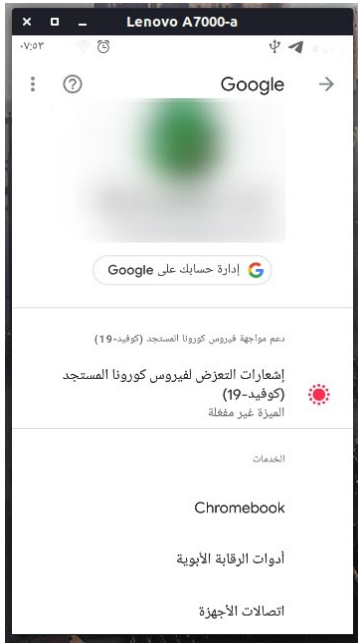 Lenovo A7000-a
٠٧:٥٣
Google
إدارة حسابك على Google
دعم مواجهة فيروس كورونا المستجد (كوفيد-19)
إشعارات التعرّض لفيروس كورونا المستجد
(كوفيد-19)
الميزة غير مفعّلة
الخدمات
Chromebook
أدوات الرقابة الأبوية
اتصالات الأجهزة